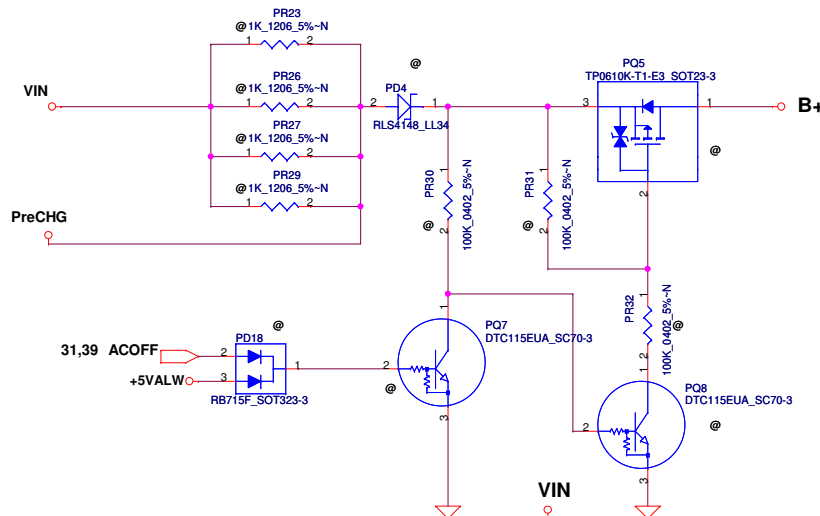 PR23
@1K_1206_5%~N
1 2
PR26
@1K_1206_5%~N
1 2
VIN
PR27
@1K_1206_5%~N
1 2
PR29
@1K_1206_5%~N
1 2
PreCHG
@
PD4
2 1
RLS4148_LL34
PQ5
TP0610K-T1-E3_SOT23-3
3 1
B+
@
2
1
PR30
100K_0402_5%~N
@
2
1
PR31
100K_0402_5%~N
@
2
1
PR32
100K_0402_5%~N
@
2
31,39 ACOFF
+5VALW
PD18
@
2
3
1
RB715F_SOT323-3
1
PQ7
DTC115EUA_SC70-3
2
@
3
1
PQ8
DTC115EUA_SC70-3
2
@
3
VIN